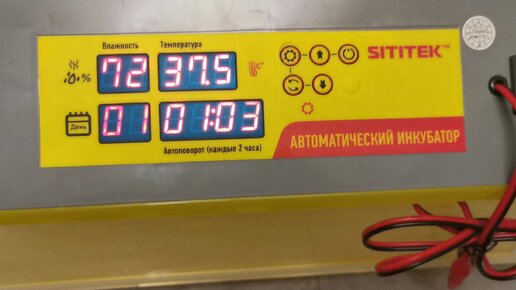 Влажность Температура
72 37.5 C°
%
SITITEK™
День 01 01:03
Автоповорот (каждые 2 часа)
АВТОМАТИЧЕСКИЙ ИНКУБАТОР